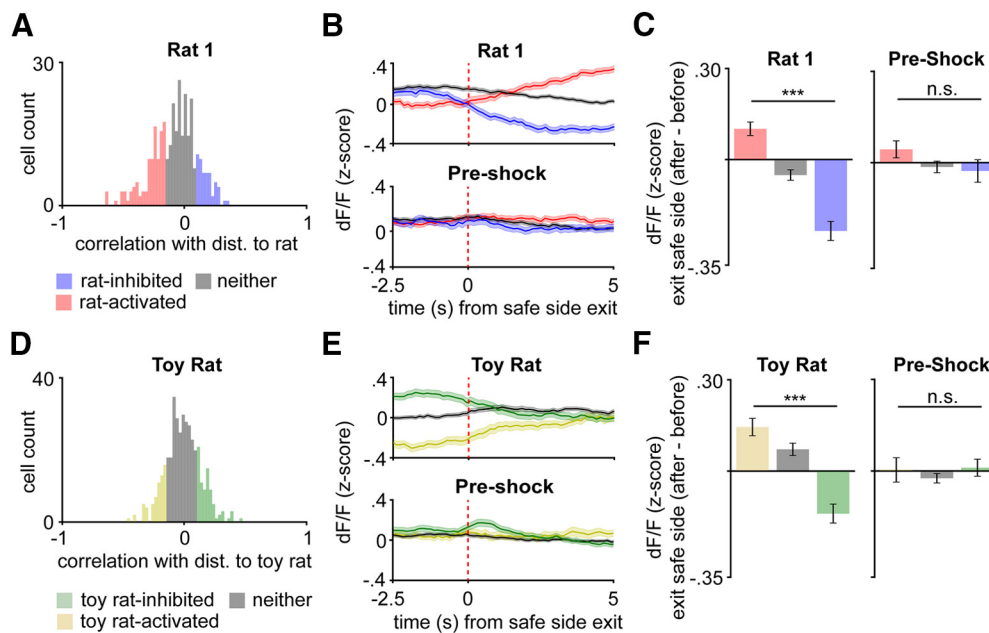 A
Rat 1
30
cell count
0
-1
0
1
correlation with dist. to rat
rat-inhibited
neither
rat-activated
B
Rat 1
.4
0
-.4
Pre-shock
.4
0
-.4
dF/F (z-score)
-2.5
0
5
time (s) from safe side exit
C
Rat 1
Pre-Shock
.30
***
n.s.
-.35
dF/F (z-score)
exit safe side (after - before)
D
Toy Rat
40
cell count
0
-1
0
1
correlation with dist. to toy rat
toy rat-inhibited
neither
toy rat-activated
E
Toy Rat
.4
0
-.4
Pre-shock
.4
0
-.4
dF/F (z-score)
-2.5
0
5
time (s) from safe side exit
F
Toy Rat
Pre-Shock
.30
***
n.s.
-.35
dF/F (z-score)
exit safe side (after - before)